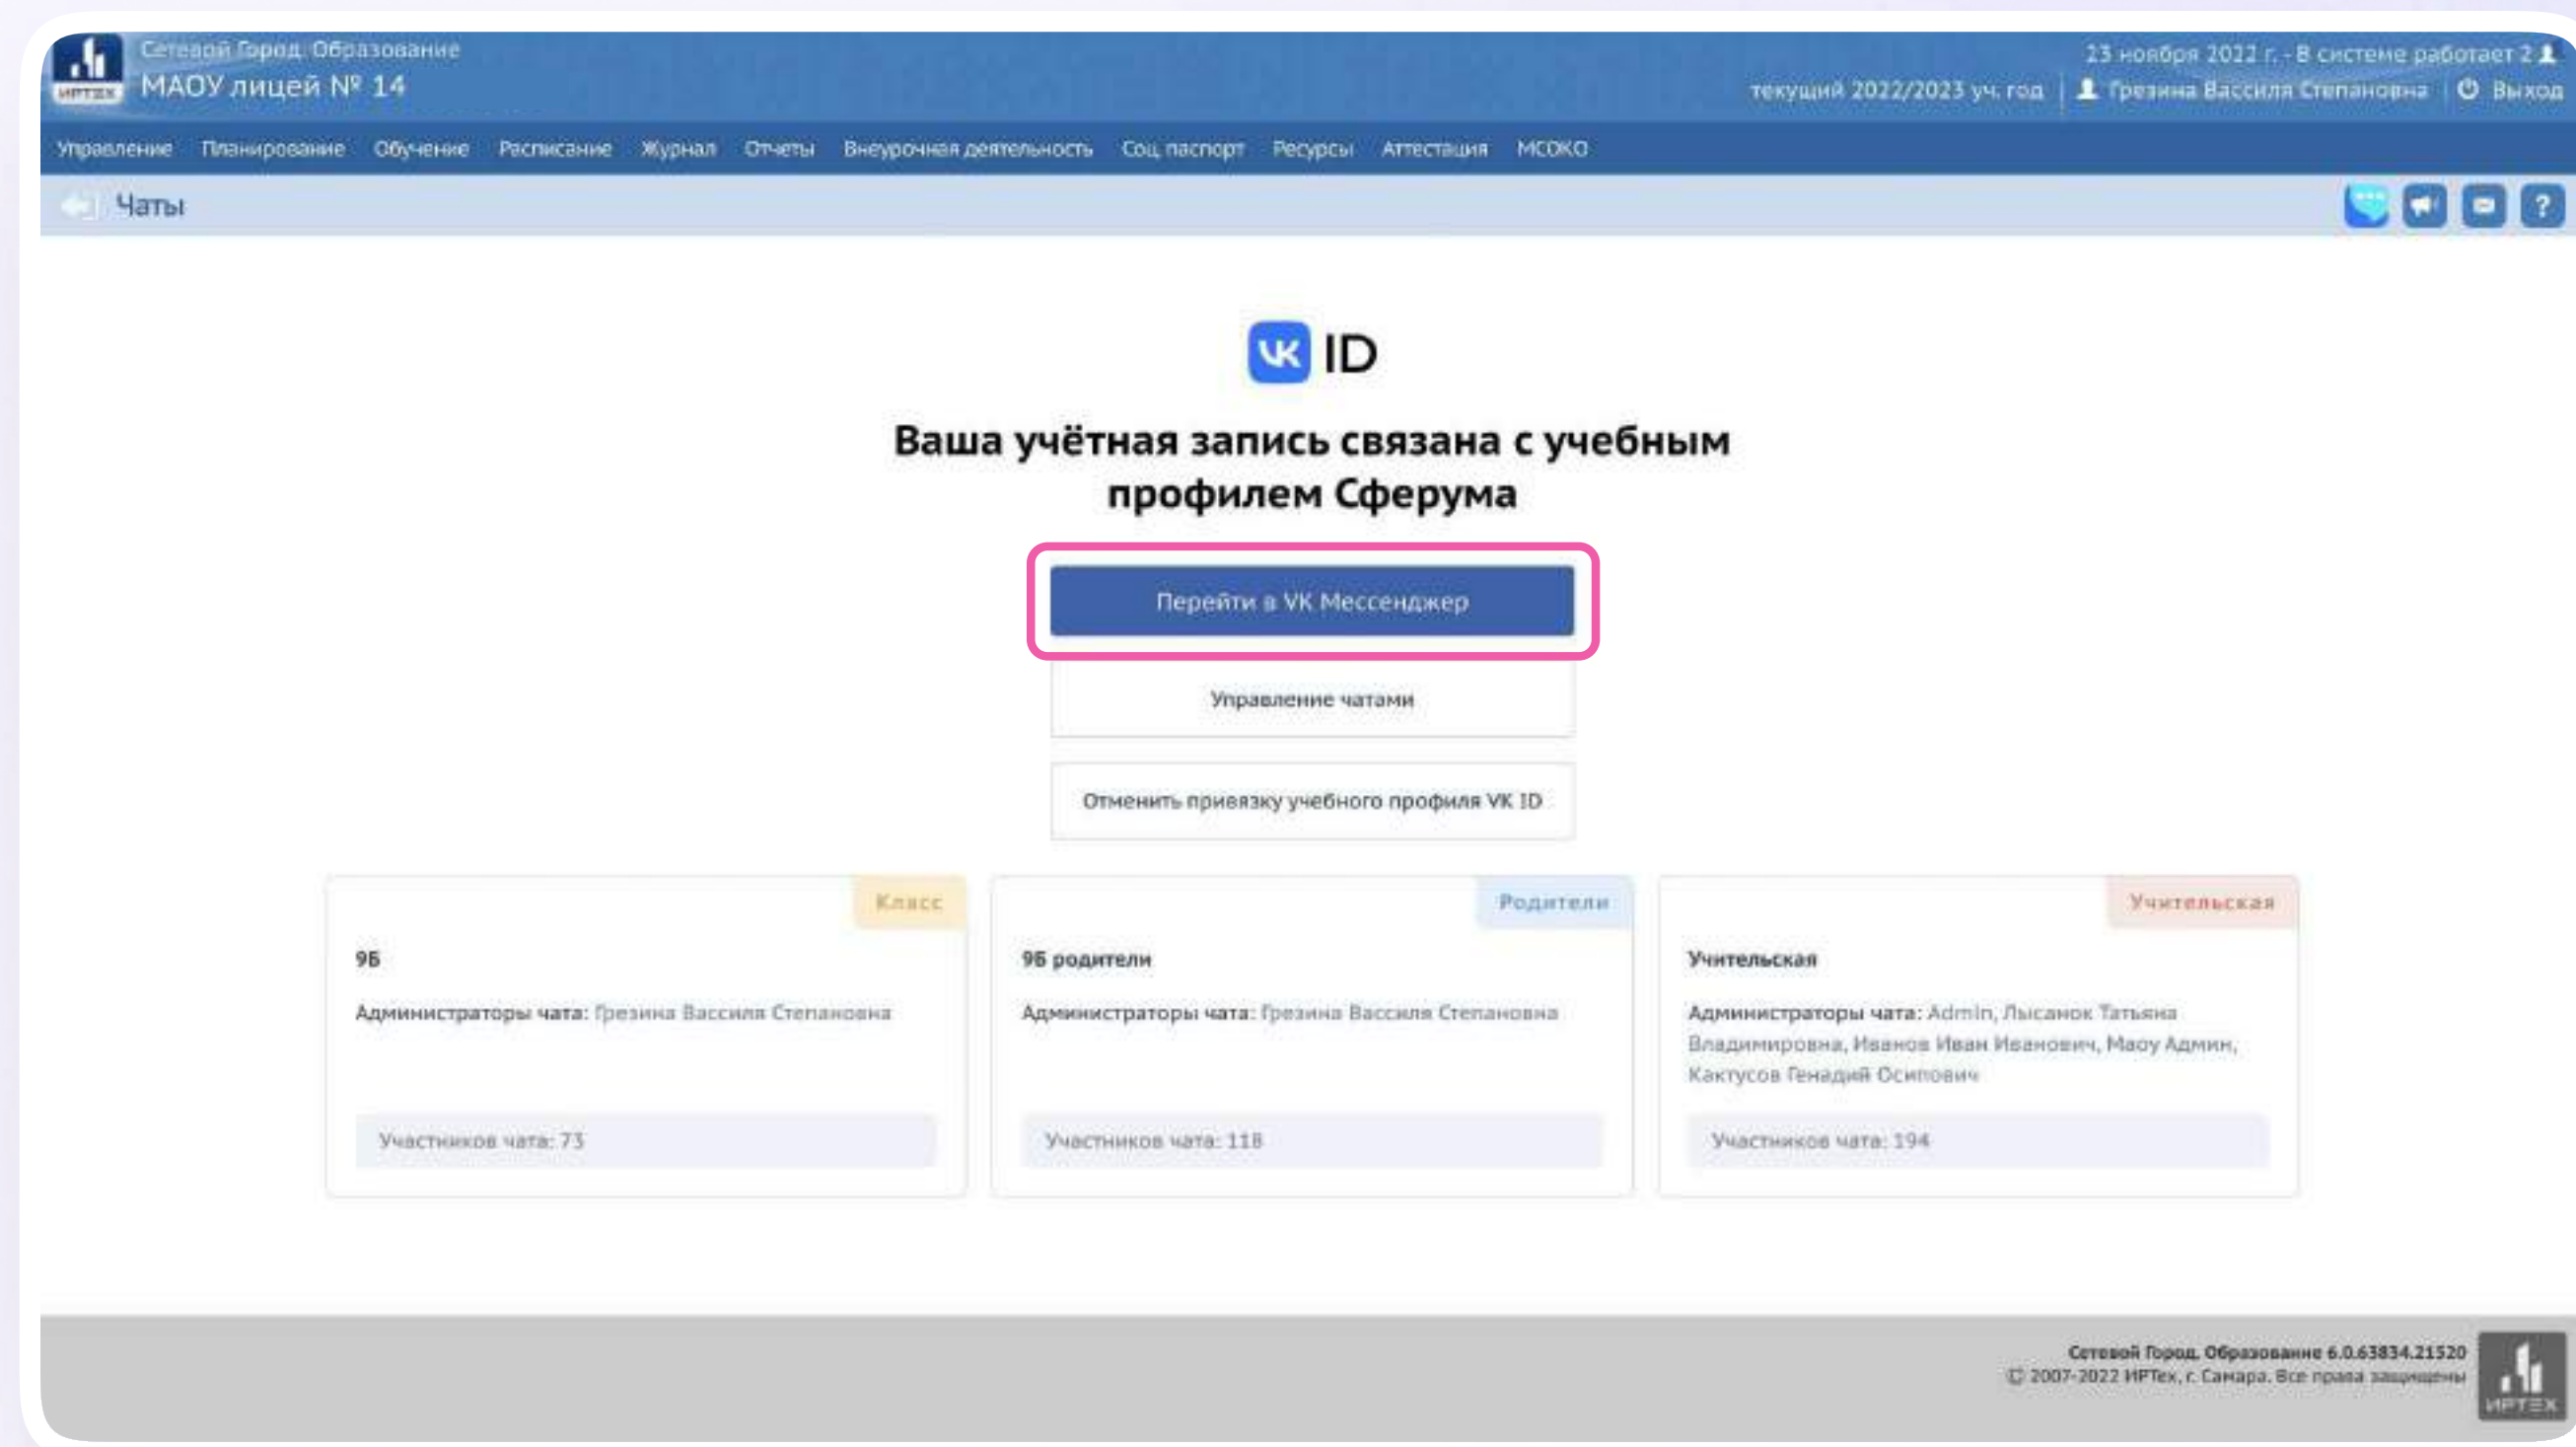 Сетевой Город. Образование
МАОУ лицей № 14
ИРТЕХ
23 ноября 2022 г. - В системе работает 2
текущий 2022/2023 уч. год
Грезина Вассиля Степановна
Выход
Управление Планирование Обучение Расписание Журнал Отчеты Внеурочная деятельность Соц. паспорт Ресурсы Аттестация МСОКО
Чаты
?
VK ID
Ваша учётная запись связана с учебным
профилем Сферума
Перейти в VK Мессенджер
Управление чатами
Отменить привязку учебного профиля VK ID
Класс
9Б
Администраторы чата: Грезина Вассиля Степановна
Участников чата: 73
Родители
9Б родители
Администраторы чата: Грезина Вассиля Степановна
Участников чата: 118
Учительская
Учительская
Администраторы чата: Admin, Лысанок Татьяна
Владимировна, Иванов Иван Иванович, Маоу Админ,
Кактусов Генадий Осипович
Участников чата: 194
Сетевой Город. Образование 6.0.63834.21520
© 2007-2022 ИРТех, г. Самара. Все права защищены
ИРТЕХ